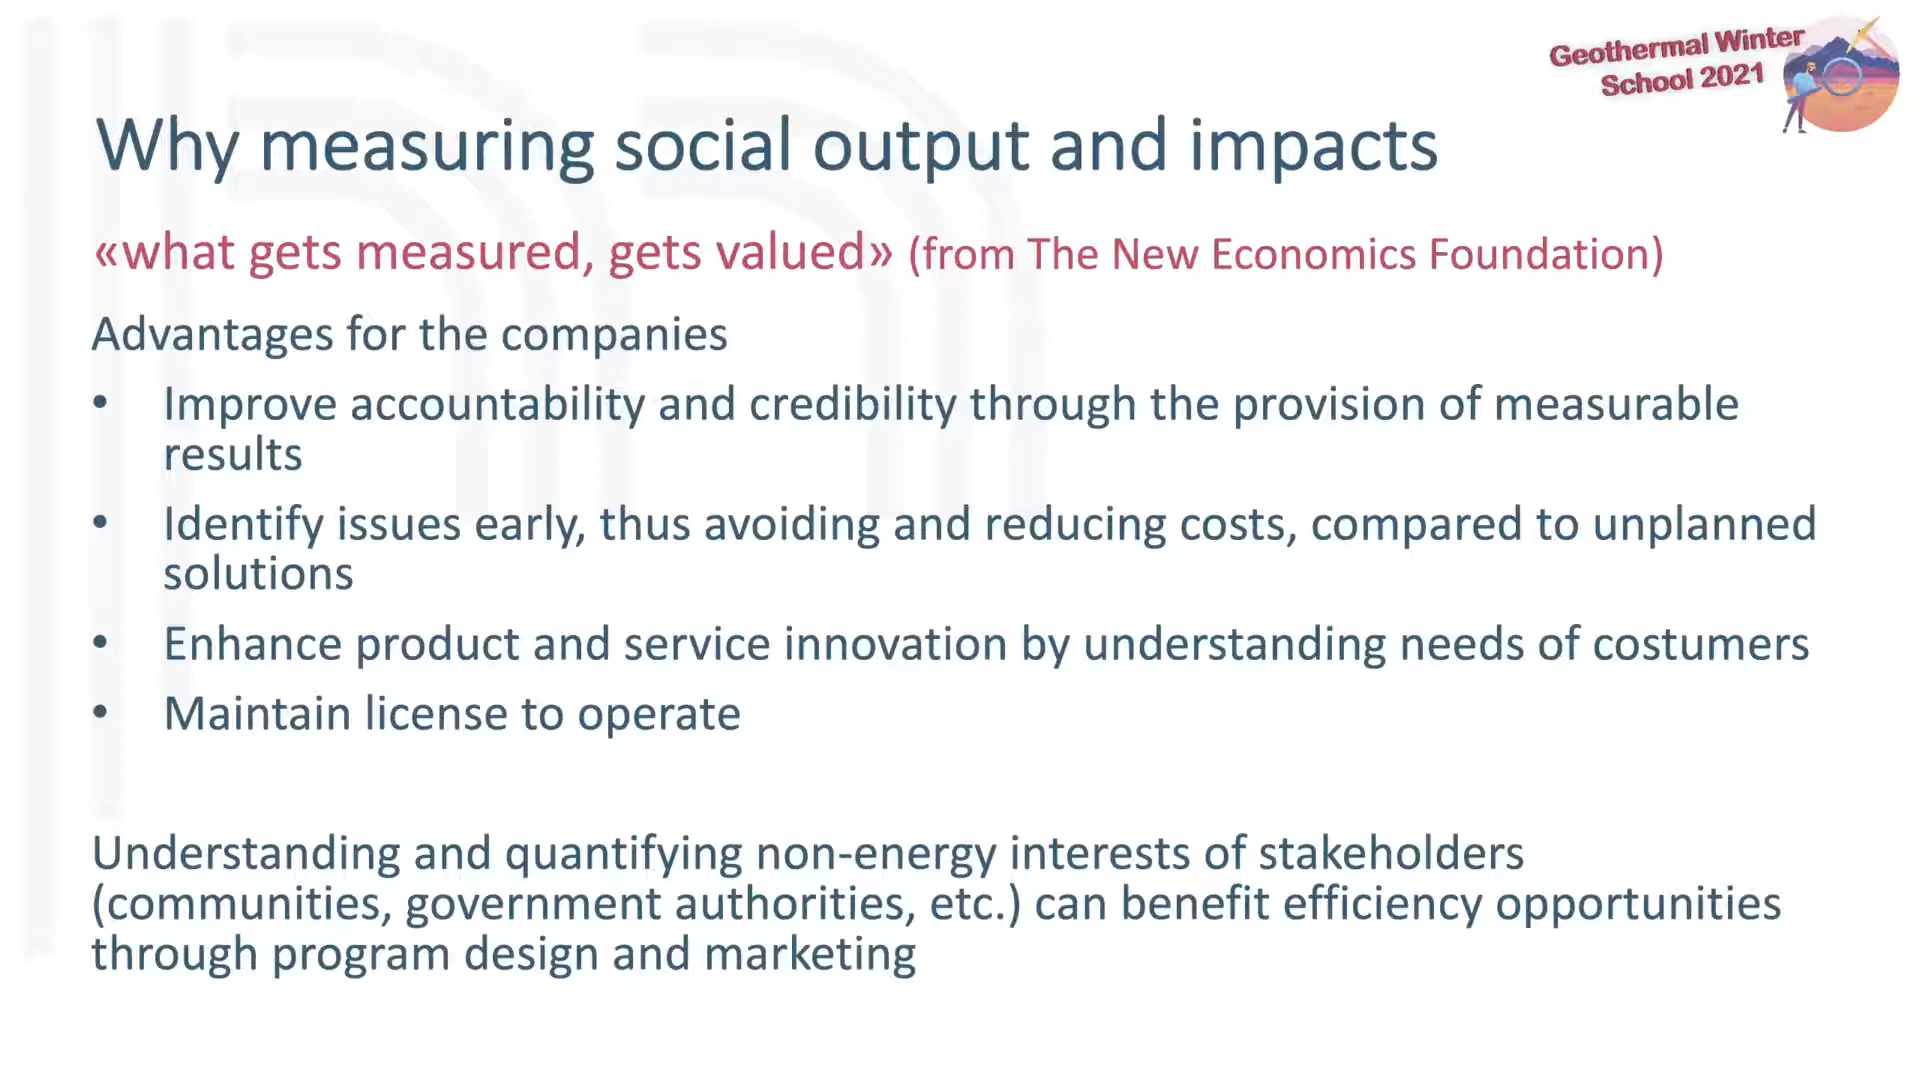 Geothermal Winter
School 2021
Why measuring social output and impacts
«what gets measured, gets valued» (from The New Economics Foundation)
Advantages for the companies
• Improve accountability and credibility through the provision of measurable
results
• Identify issues early, thus avoiding and reducing costs, compared to unplanned
solutions
• Enhance product and service innovation by understanding needs of costumers
• Maintain license to operate
Understanding and quantifying non-energy interests of stakeholders
(communities, government authorities, etc.) can benefit efficiency opportunities
through program design and marketing